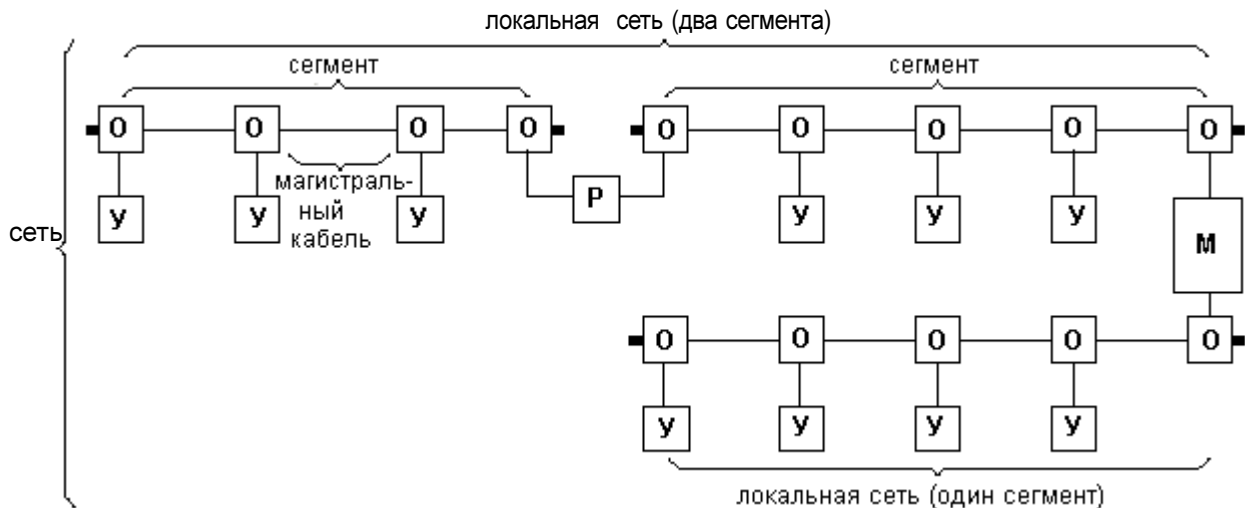 локальная сеть (два сегмента)
сегмент
сегмент
О О О О О О О О О
магистраль-
ный
кабель
Р
У У У У У У
М
сеть
О О О О О
У У У У
локальная сеть (один сегмент)